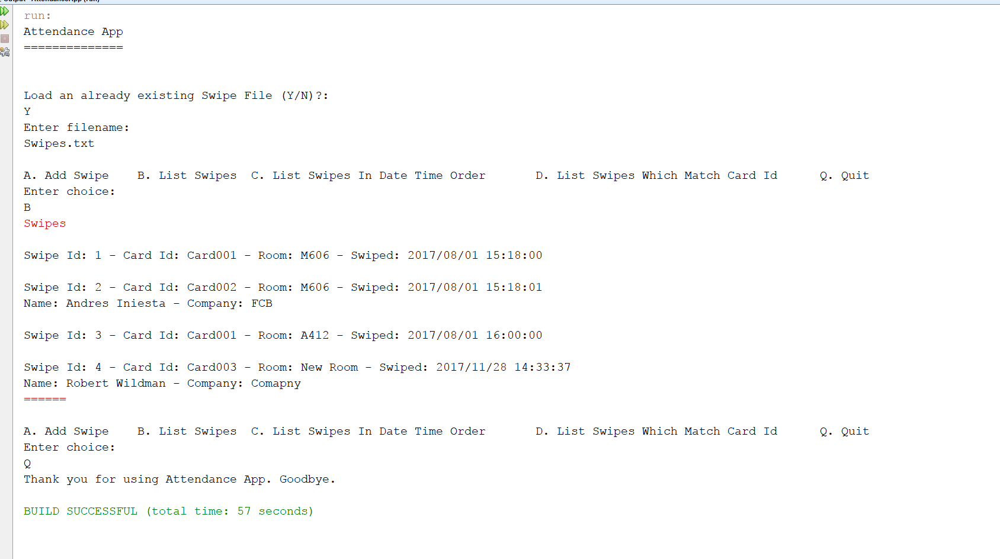 Output - AttendanceApp (run)
run:
Attendance App
==============
Load an already existing Swipe File (Y/N)?:
Y
Enter filename:
Swipes.txt
A. Add Swipe    B. List Swipes  C. List Swipes In Date Time Order       D. List Swipes Which Match Card Id      Q. Quit
Enter choice:
B
Swipes
Swipe Id: 1 - Card Id: Card001 - Room: M606 - Swiped: 2017/08/01 15:18:00
Swipe Id: 2 - Card Id: Card002 - Room: M606 - Swiped: 2017/08/01 15:18:01
Name: Andres Iniesta - Company: FCB
Swipe Id: 3 - Card Id: Card001 - Room: A412 - Swiped: 2017/08/01 16:00:00
Swipe Id: 4 - Card Id: Card003 - Room: New Room - Swiped: 2017/11/28 14:33:37
Name: Robert Wildman - Company: Comapny
======
A. Add Swipe    B. List Swipes  C. List Swipes In Date Time Order       D. List Swipes Which Match Card Id      Q. Quit
Enter choice:
Q
Thank you for using Attendance App. Goodbye.
BUILD SUCCESSFUL (total time: 57 seconds)